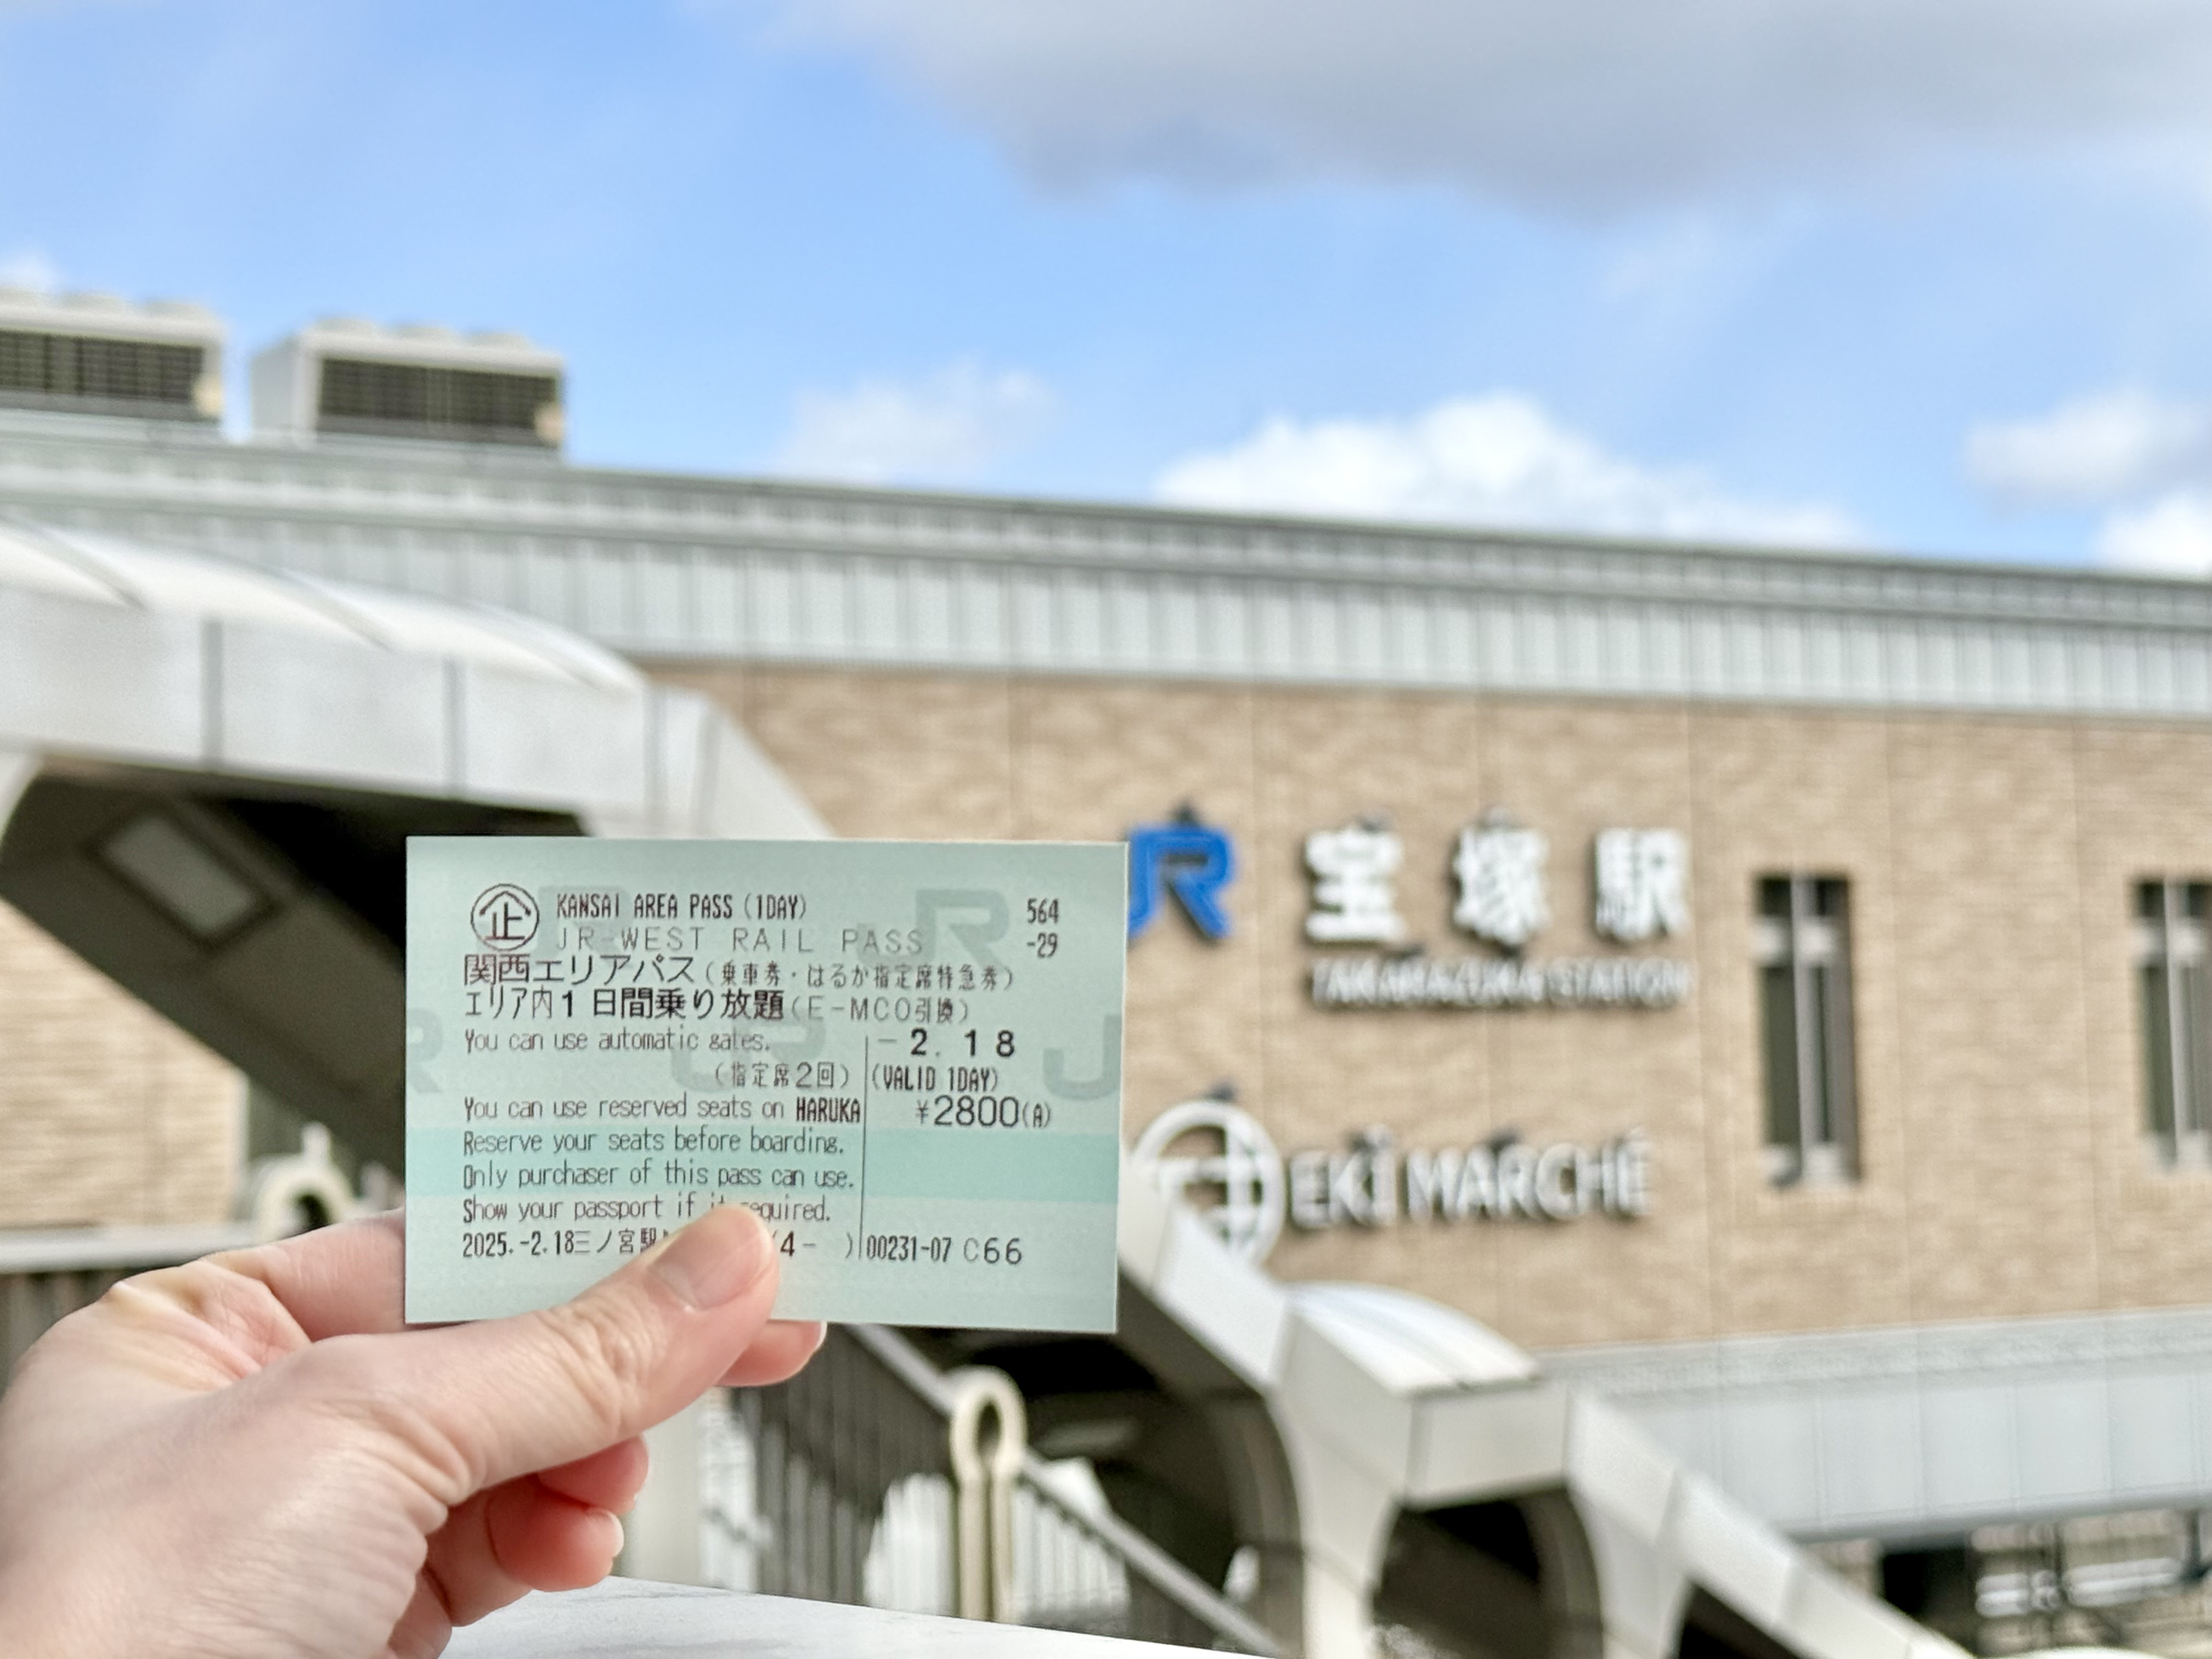 企 KANSAI AREA PASS (1DAY) 564
JR-WEST RAIL PASS -29
関西エリアパス(乗車券・はるか指定席特急券)
エリア内1日間乗り放題(E-MCO引換)
You can use automatic gates. -2.18
(指定席2回) (VALID 1DAY)
You can use reserved seats on HARUKA ¥2800(A)
Reserve your seats before boarding.
Only purchaser of this pass can use.
Show your passport if it required.
2025.-2.18三ノ宮駅 (4- ) 00231-07 C66
JR 宝塚駅
TAKARAZUKA STATION
EKI MARCHÉ